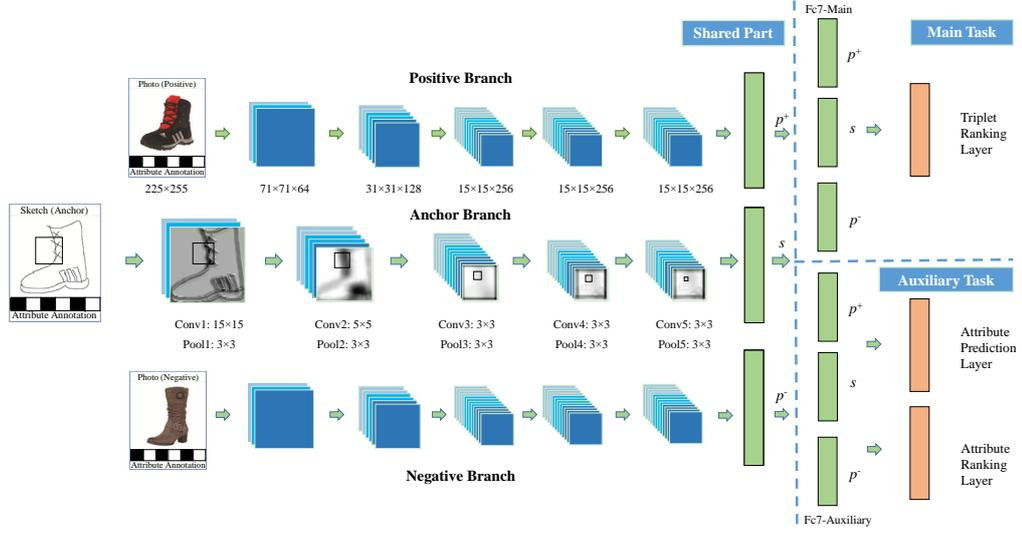 Fc7-Main
Shared Part
Main Task
Positive Branch
Photo (Positive)
Attribute Annotation
p+
p+
s
p-
Triplet
Ranking
Layer
225×255
71×71×64
31×31×128
15×15×256
15×15×256
15×15×256
Sketch (Anchor)
Attribute Annotation
Anchor Branch
s
Conv1: 15×15
Pool1: 3×3
Conv2: 5×5
Pool2: 3×3
Conv3: 3×3
Pool3: 3×3
Conv4: 3×3
Pool4: 3×3
Conv5: 3×3
Pool5: 3×3
Auxiliary Task
p+
s
p-
Attribute
Prediction
Layer
Attribute
Ranking
Layer
Photo (Negative)
Attribute Annotation
p-
Negative Branch
Fc7-Auxiliary